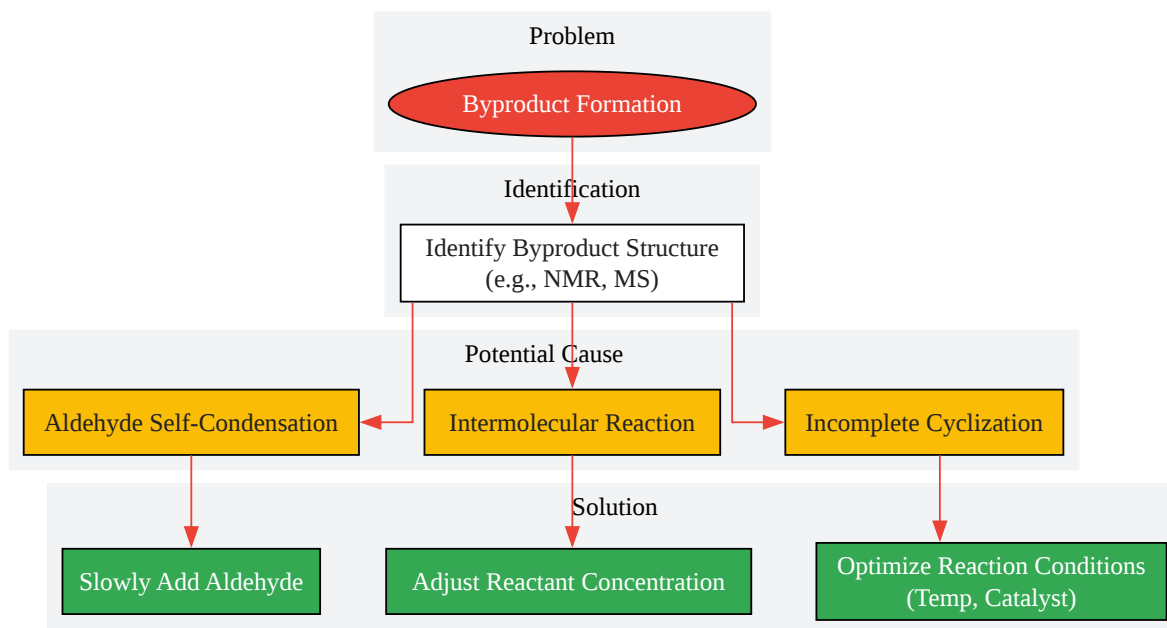 Problem
Byproduct Formation
Identification
Identify Byproduct Structure
(e.g., NMR, MS)
Potential Cause
Aldehyde Self-Condensation
Intermolecular Reaction
Incomplete Cyclization
Solution
Slowly Add Aldehyde
Adjust Reactant Concentration
Optimize Reaction Conditions
(Temp, Catalyst)